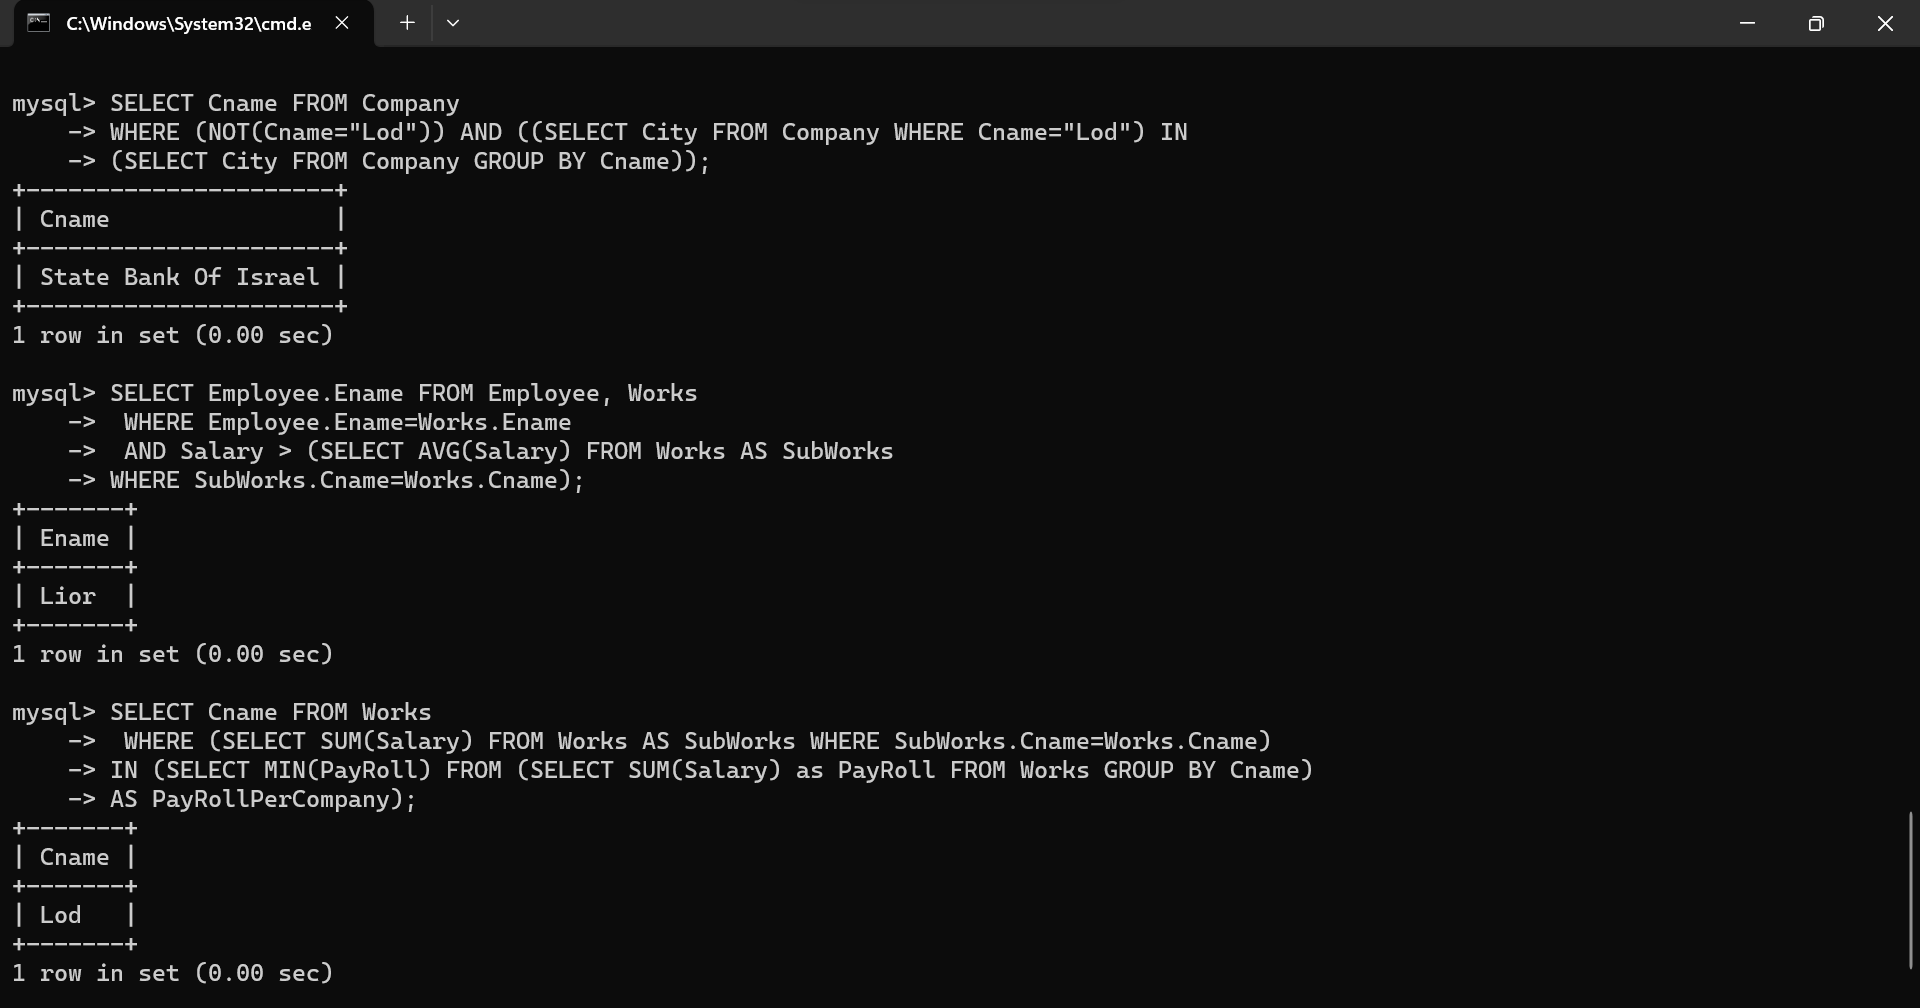 C:\Windows\System32\cmd.e
mysql> SELECT Cname FROM Company
    -> WHERE (NOT(Cname="Lod")) AND ((SELECT City FROM Company WHERE Cname="Lod") IN
    -> (SELECT City FROM Company GROUP BY Cname));
+----------------------+
| Cname                |
+----------------------+
| State Bank Of Israel |
+----------------------+
1 row in set (0.00 sec)
mysql> SELECT Employee.Ename FROM Employee, Works
    ->  WHERE Employee.Ename=Works.Ename
    ->  AND Salary > (SELECT AVG(Salary) FROM Works AS SubWorks
    -> WHERE SubWorks.Cname=Works.Cname);
+-------+
| Ename |
+-------+
| Lior  |
+-------+
1 row in set (0.00 sec)
mysql> SELECT Cname FROM Works
    ->  WHERE (SELECT SUM(Salary) FROM Works AS SubWorks WHERE SubWorks.Cname=Works.Cname)
    -> IN (SELECT MIN(PayRoll) FROM (SELECT SUM(Salary) as PayRoll FROM Works GROUP BY Cname)
    -> AS PayRollPerCompany);
+-------+
| Cname |
+-------+
| Lod   |
+-------+
1 row in set (0.00 sec)